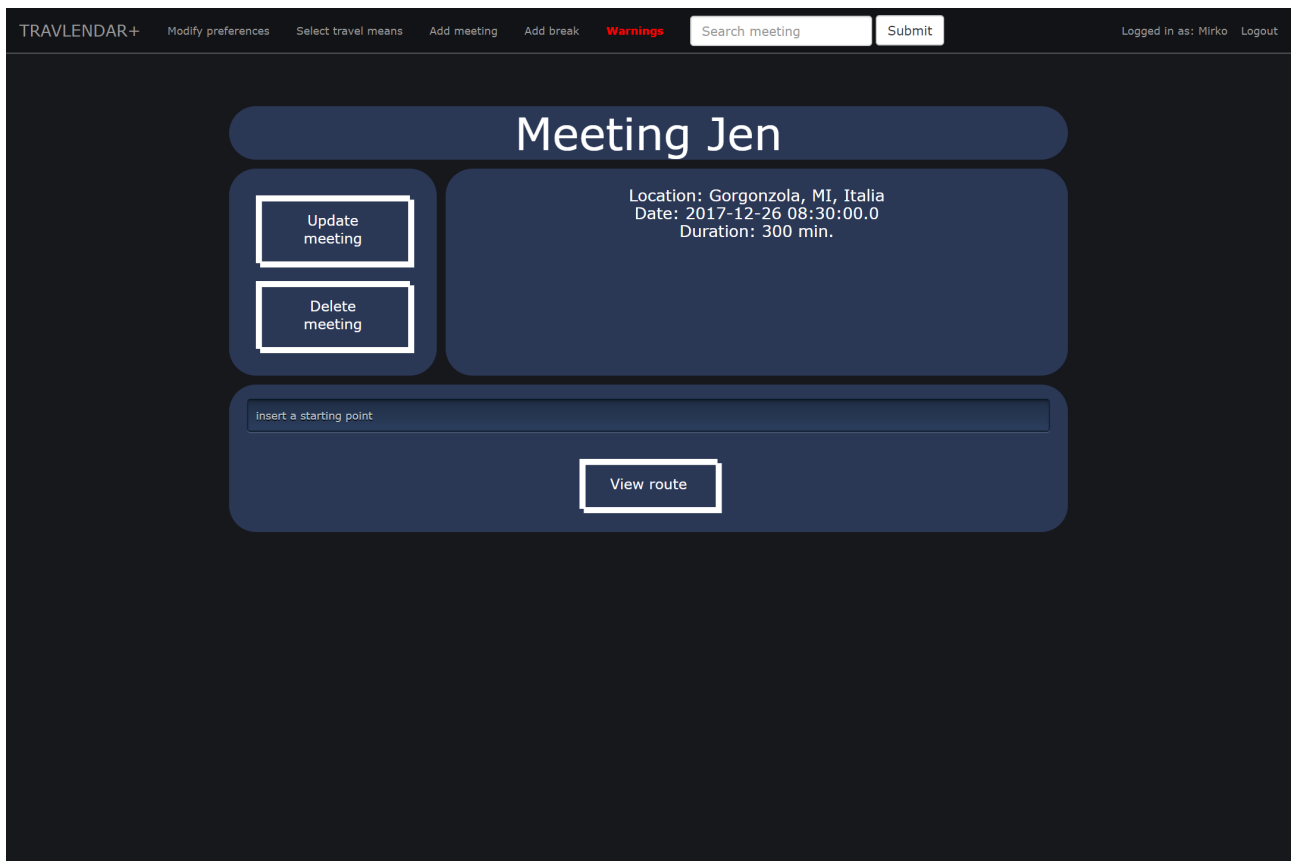 TRAVLENDAR+ Modify preferences Select travel means Add meeting Add break Warnings Search meeting Submit Logged in as: Mirko Logout
Meeting Jen
Update
meeting
Delete
meeting
Location: Gorgonzola, MI, Italia
Date: 2017-12-26 08:30:00.0
Duration: 300 min.
insert a starting point
View route